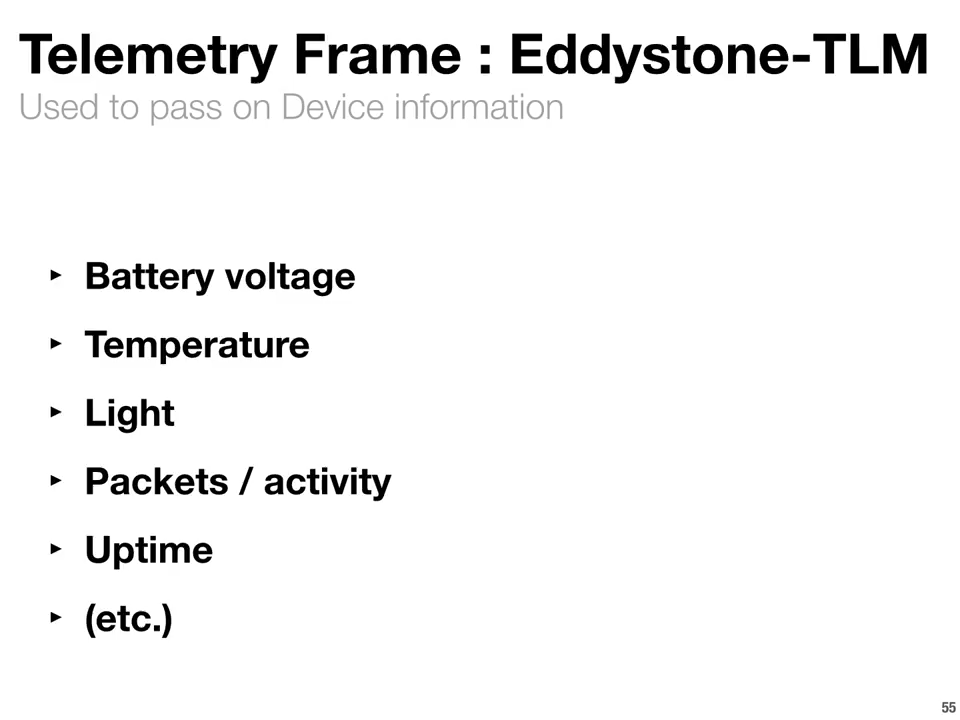 Telemetry Frame : Eddystone-TLM
Used to pass on Device information
‣ Battery voltage
‣ Temperature
‣ Light
‣ Packets / activity
‣ Uptime
‣ (etc.)
55